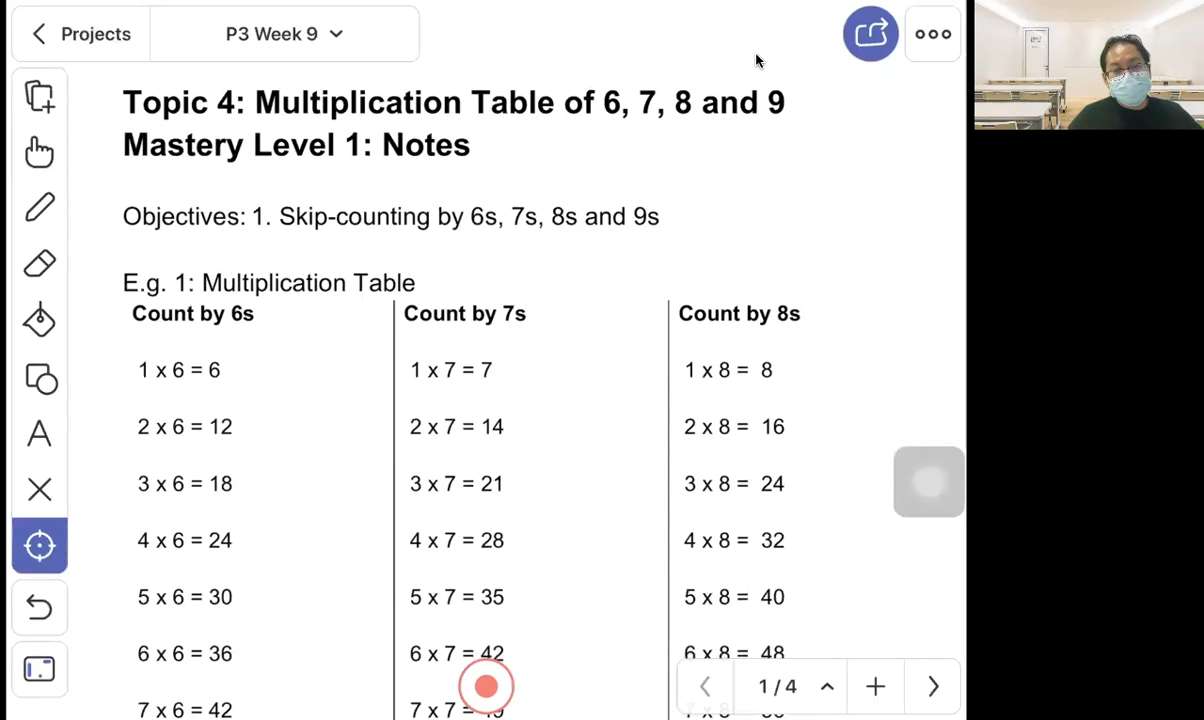 Projects
P3 Week 9
Topic 4: Multiplication Table of 6, 7, 8 and 9
Mastery Level 1: Notes
Objectives: 1. Skip-counting by 6s, 7s, 8s and 9s
E.g. 1: Multiplication Table
Count by 6s Count by 7s Count by 8s
1 x 6 = 6 1 x 7 = 7 1 x 8 = 8
2 x 6 = 12 2 x 7 = 14 2 x 8 = 16
3 x 6 = 18 3 x 7 = 21 3 x 8 = 24
4 x 6 = 24 4 x 7 = 28 4 x 8 = 32
5 x 6 = 30 5 x 7 = 35 5 x 8 = 40
6 x 6 = 36 6 x 7 = 42 6 x 8 = 48
7 x 6 = 42 7 x 7 =
1 / 4